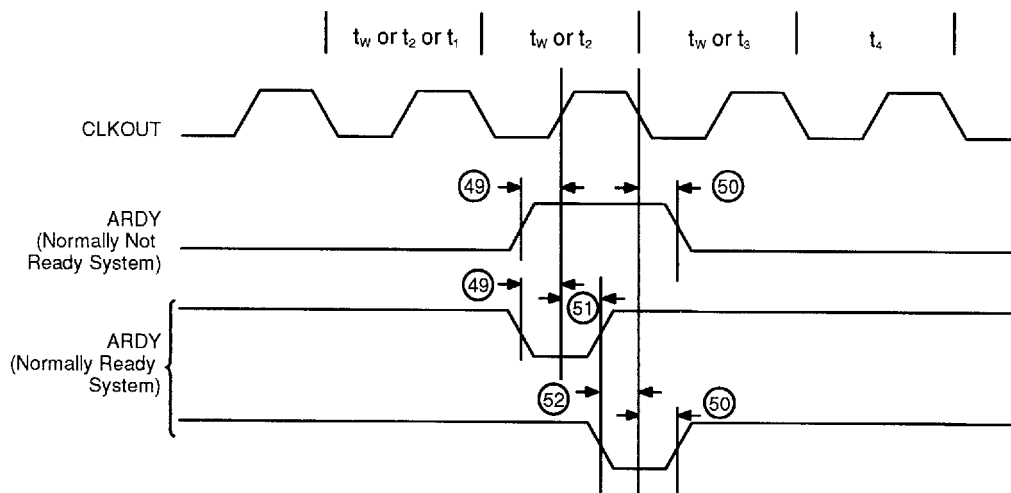 tW or t2 or t1
tW or t2
tW or t3
t4
CLKOUT
49
50
ARDY
(Normally Not
Ready System)
49
51
ARDY
(Normally Ready
System)
52
50